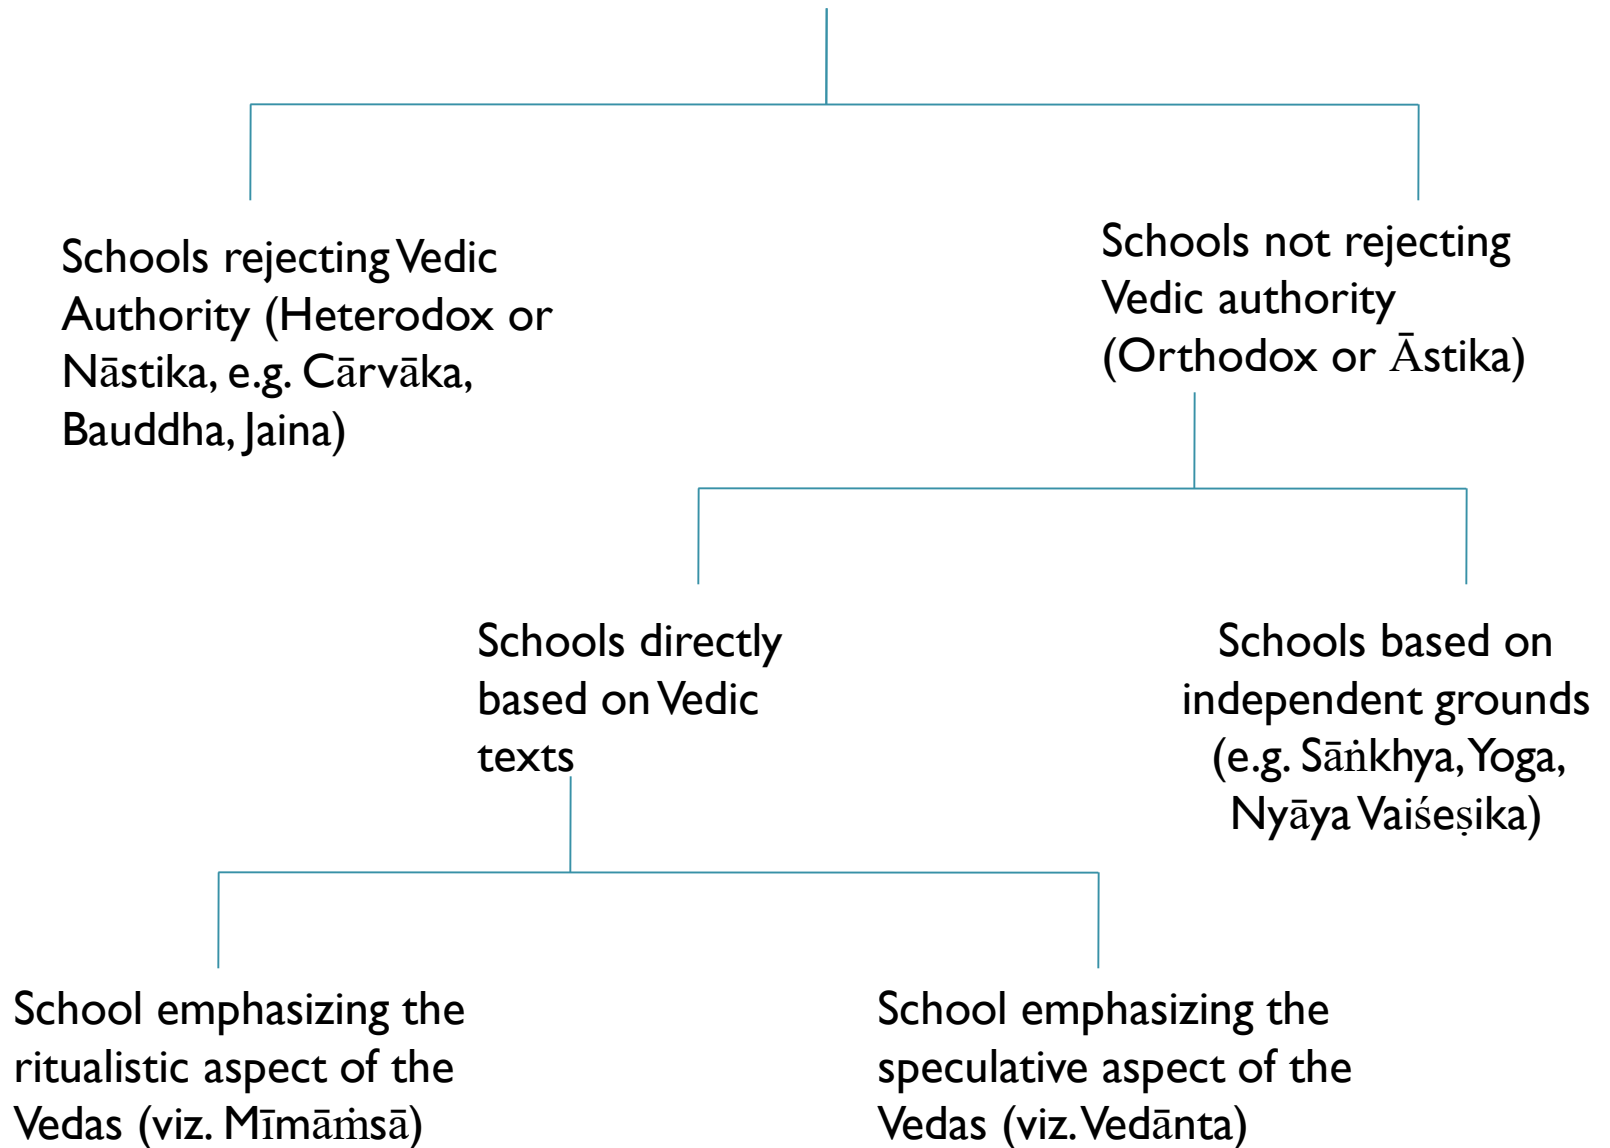 Schools rejecting Vedic
Authority (Heterodox or
Nāstika, e.g. Cārvāka,
Bauddha, Jaina)
Schools not rejecting
Vedic authority
(Orthodox or Āstika)
Schools directly
based on Vedic
texts
Schools based on
independent grounds
(e.g. Sāṅkhya, Yoga,
Nyāya Vaiśeṣika)
School emphasizing the
ritualistic aspect of the
Vedas (viz. Mīmāṁsā)
School emphasizing the
speculative aspect of the
Vedas (viz. Vedānta)